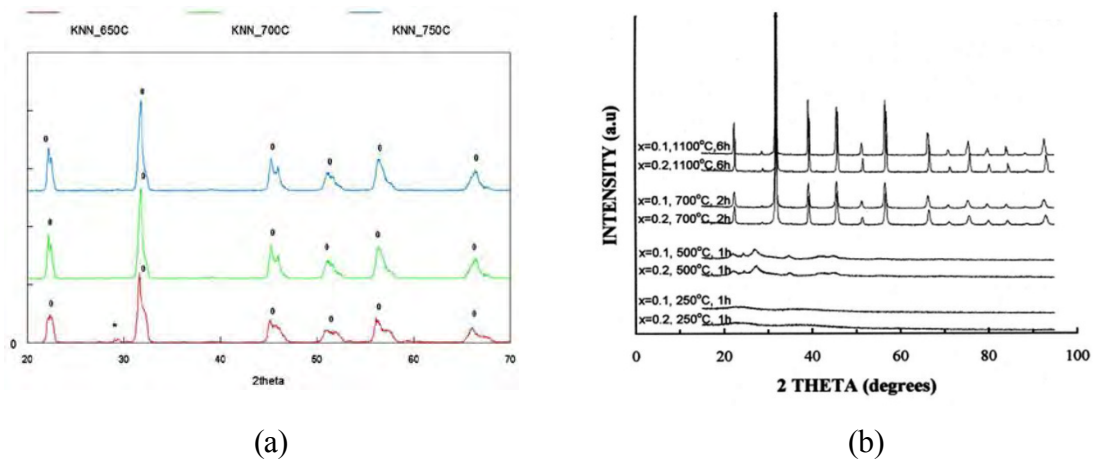 KNN_650C KNN_700C KNN_750C
0 0 0 0 0 0
0 0 0 0 0 0
0 * 0 0 0 0 0
0
20 30 40 50 60 70
2theta
(a)
INTENSITY (a.u)
x=0.1,1100°C,6h
x=0.2,1100°C,6h
x=0.1, 700°C, 2h
x=0.2, 700°C, 2h
x=0.1, 500°C, 1h
x=0.2, 500°C, 1h
x=0.1, 250°C, 1h
x=0.2, 250°C, 1h
0 20 40 60 80 100
2 THETA (degrees)
(b)